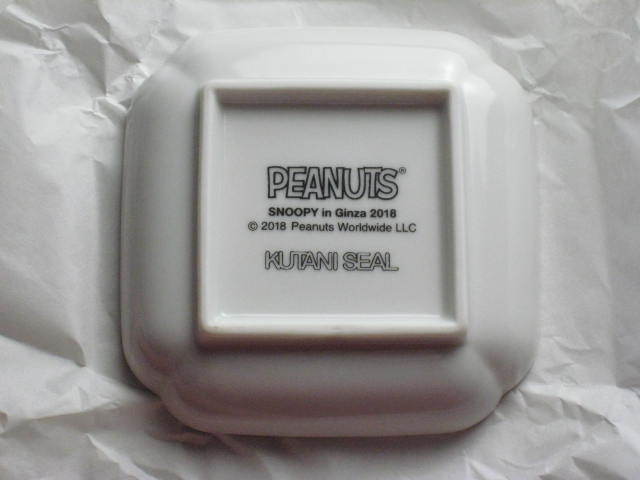 PEANUTS®
SNOOPY in Ginza 2018
© 2018 Peanuts Worldwide LLC
KUTANI SEAL